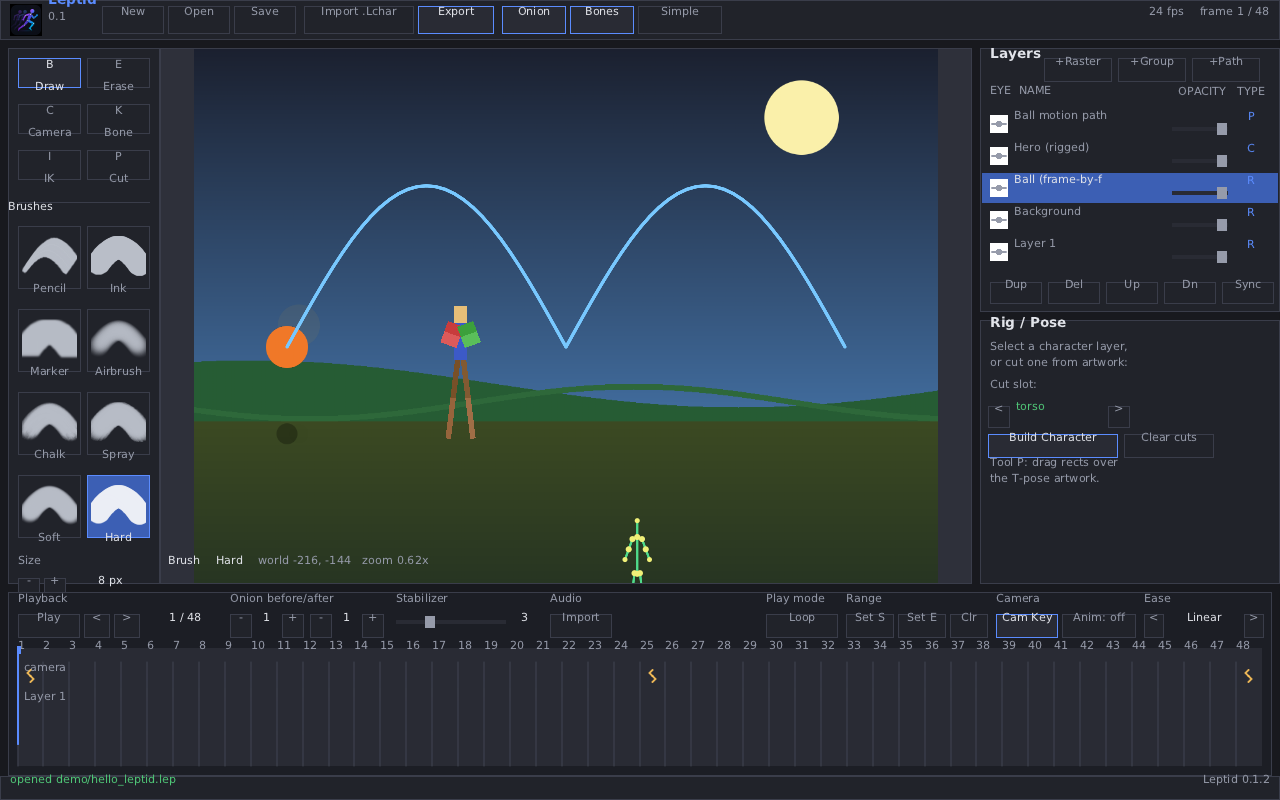 Leptid
0.1
New Open Save Import .Lchar Export Onion Bones Simple
24 fps frame 1 / 48
B E
Draw Erase
C K
Camera Bone
I P
IK Cut
Brushes
Pencil Ink
Marker Airbrush
Chalk Spray
Soft Hard
Size
- + 8 px
Brush Hard world -216, -144 zoom 0.62x
Layers
+Raster +Group +Path
EYE NAME OPACITY TYPE
Ball motion path P
Hero (rigged) C
Ball (frame-by-f R
Background R
Layer 1 R
Dup Del Up Dn Sync
Rig / Pose
Select a character layer,
or cut one from artwork:
Cut slot:
< torso >
Build Character Clear cuts
Tool P: drag rects over
the T-pose artwork.
Playback Onion before/after Stabilizer Audio Play mode Range Camera Ease
Play < > 1 / 48 - 1 + - 1 + 3 Import Loop Set S Set E Clr Cam Key Anim: off < Linear >
1 2 3 4 5 6 7 8 9 10 11 12 13 14 15 16 17 18 19 20 21 22 23 24 25 26 27 28 29 30 31 32 33 34 35 36 37 38 39 40 41 42 43 44 45 46 47 48
camera
Layer 1
opened demo/hello_leptid.lep
Leptid 0.1.2